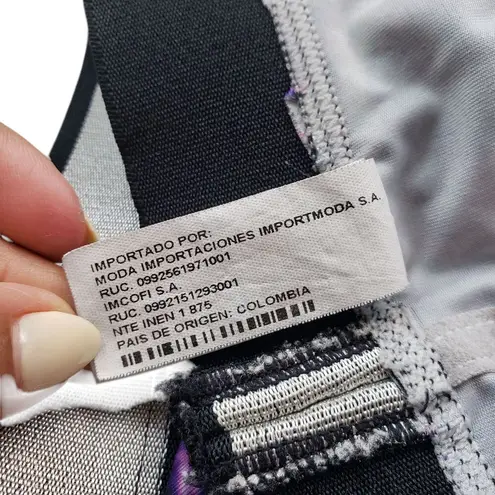 IMPORTADO POR:
MODA IMPORTACIONES IMPORTMODA S.A.
RUC. 0992561971001
IMCOFI S.A.
RUC. 0992151293001
NTE INEN 1 875
PAIS DE ORIGEN: COLOMBIA